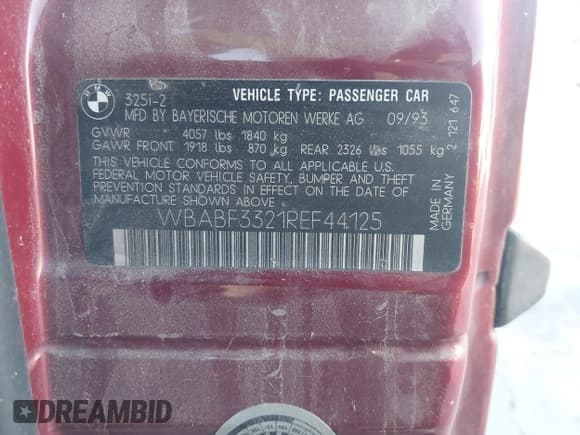 BMW
325i-2 VEHICLE TYPE: PASSENGER CAR
MFD BY BAYERISCHE MOTOREN WERKE AG 09/93
GVWR 4057 lbs 1840 kg
GAWR FRONT 1918 lbs 870 kg REAR 2326 lbs 1055 kg
THIS VEHICLE CONFORMS TO ALL APPLICABLE U.S.
FEDERAL MOTOR VEHICLE SAFETY, BUMPER AND THEFT
PREVENTION STANDARDS IN EFFECT ON THE DATE OF
MANUFACTURE SHOWN ABOVE
WBABF3321REF44125
MADE IN
GERMANY
2 121 647
DREAMBID